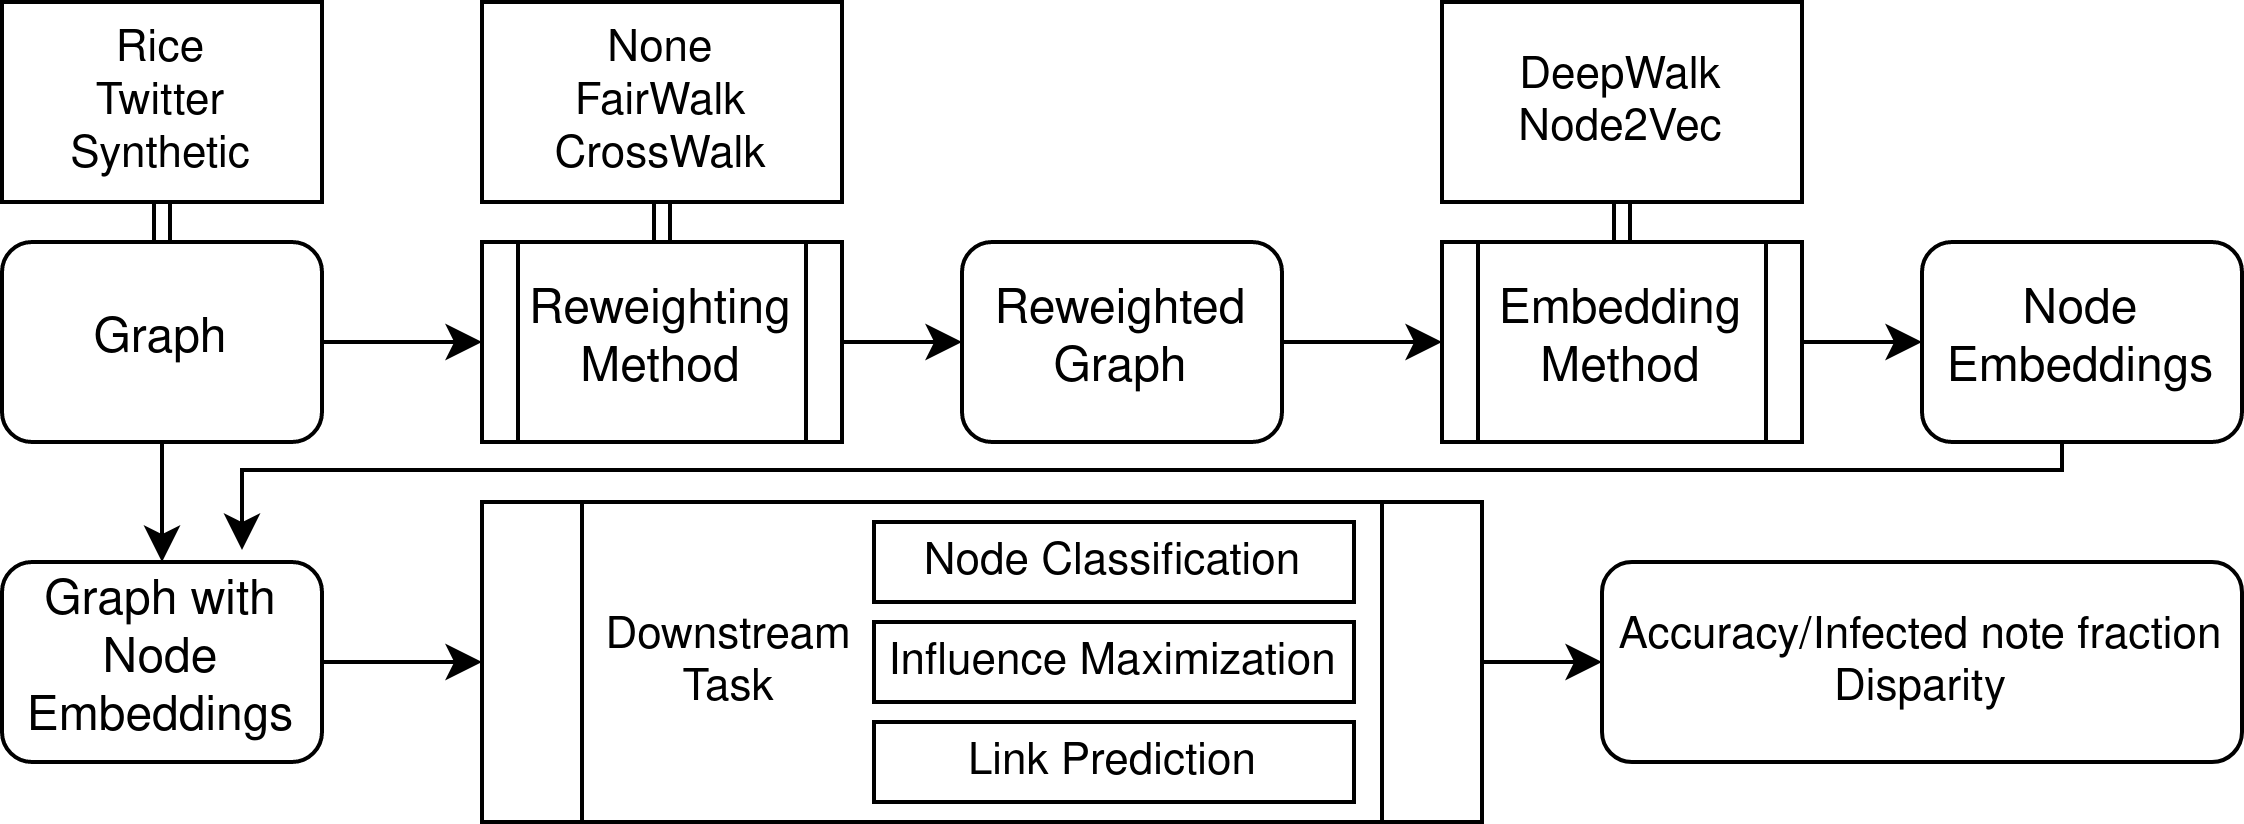 Rice
Twitter
Synthetic
None
FairWalk
CrossWalk
DeepWalk
Node2Vec
Graph
Reweighting
Method
Reweighted
Graph
Embedding
Method
Node
Embeddings
Graph with
Node
Embeddings
Downstream
Task
Node Classification
Influence Maximization
Link Prediction
Accuracy/Infected note fraction
Disparity